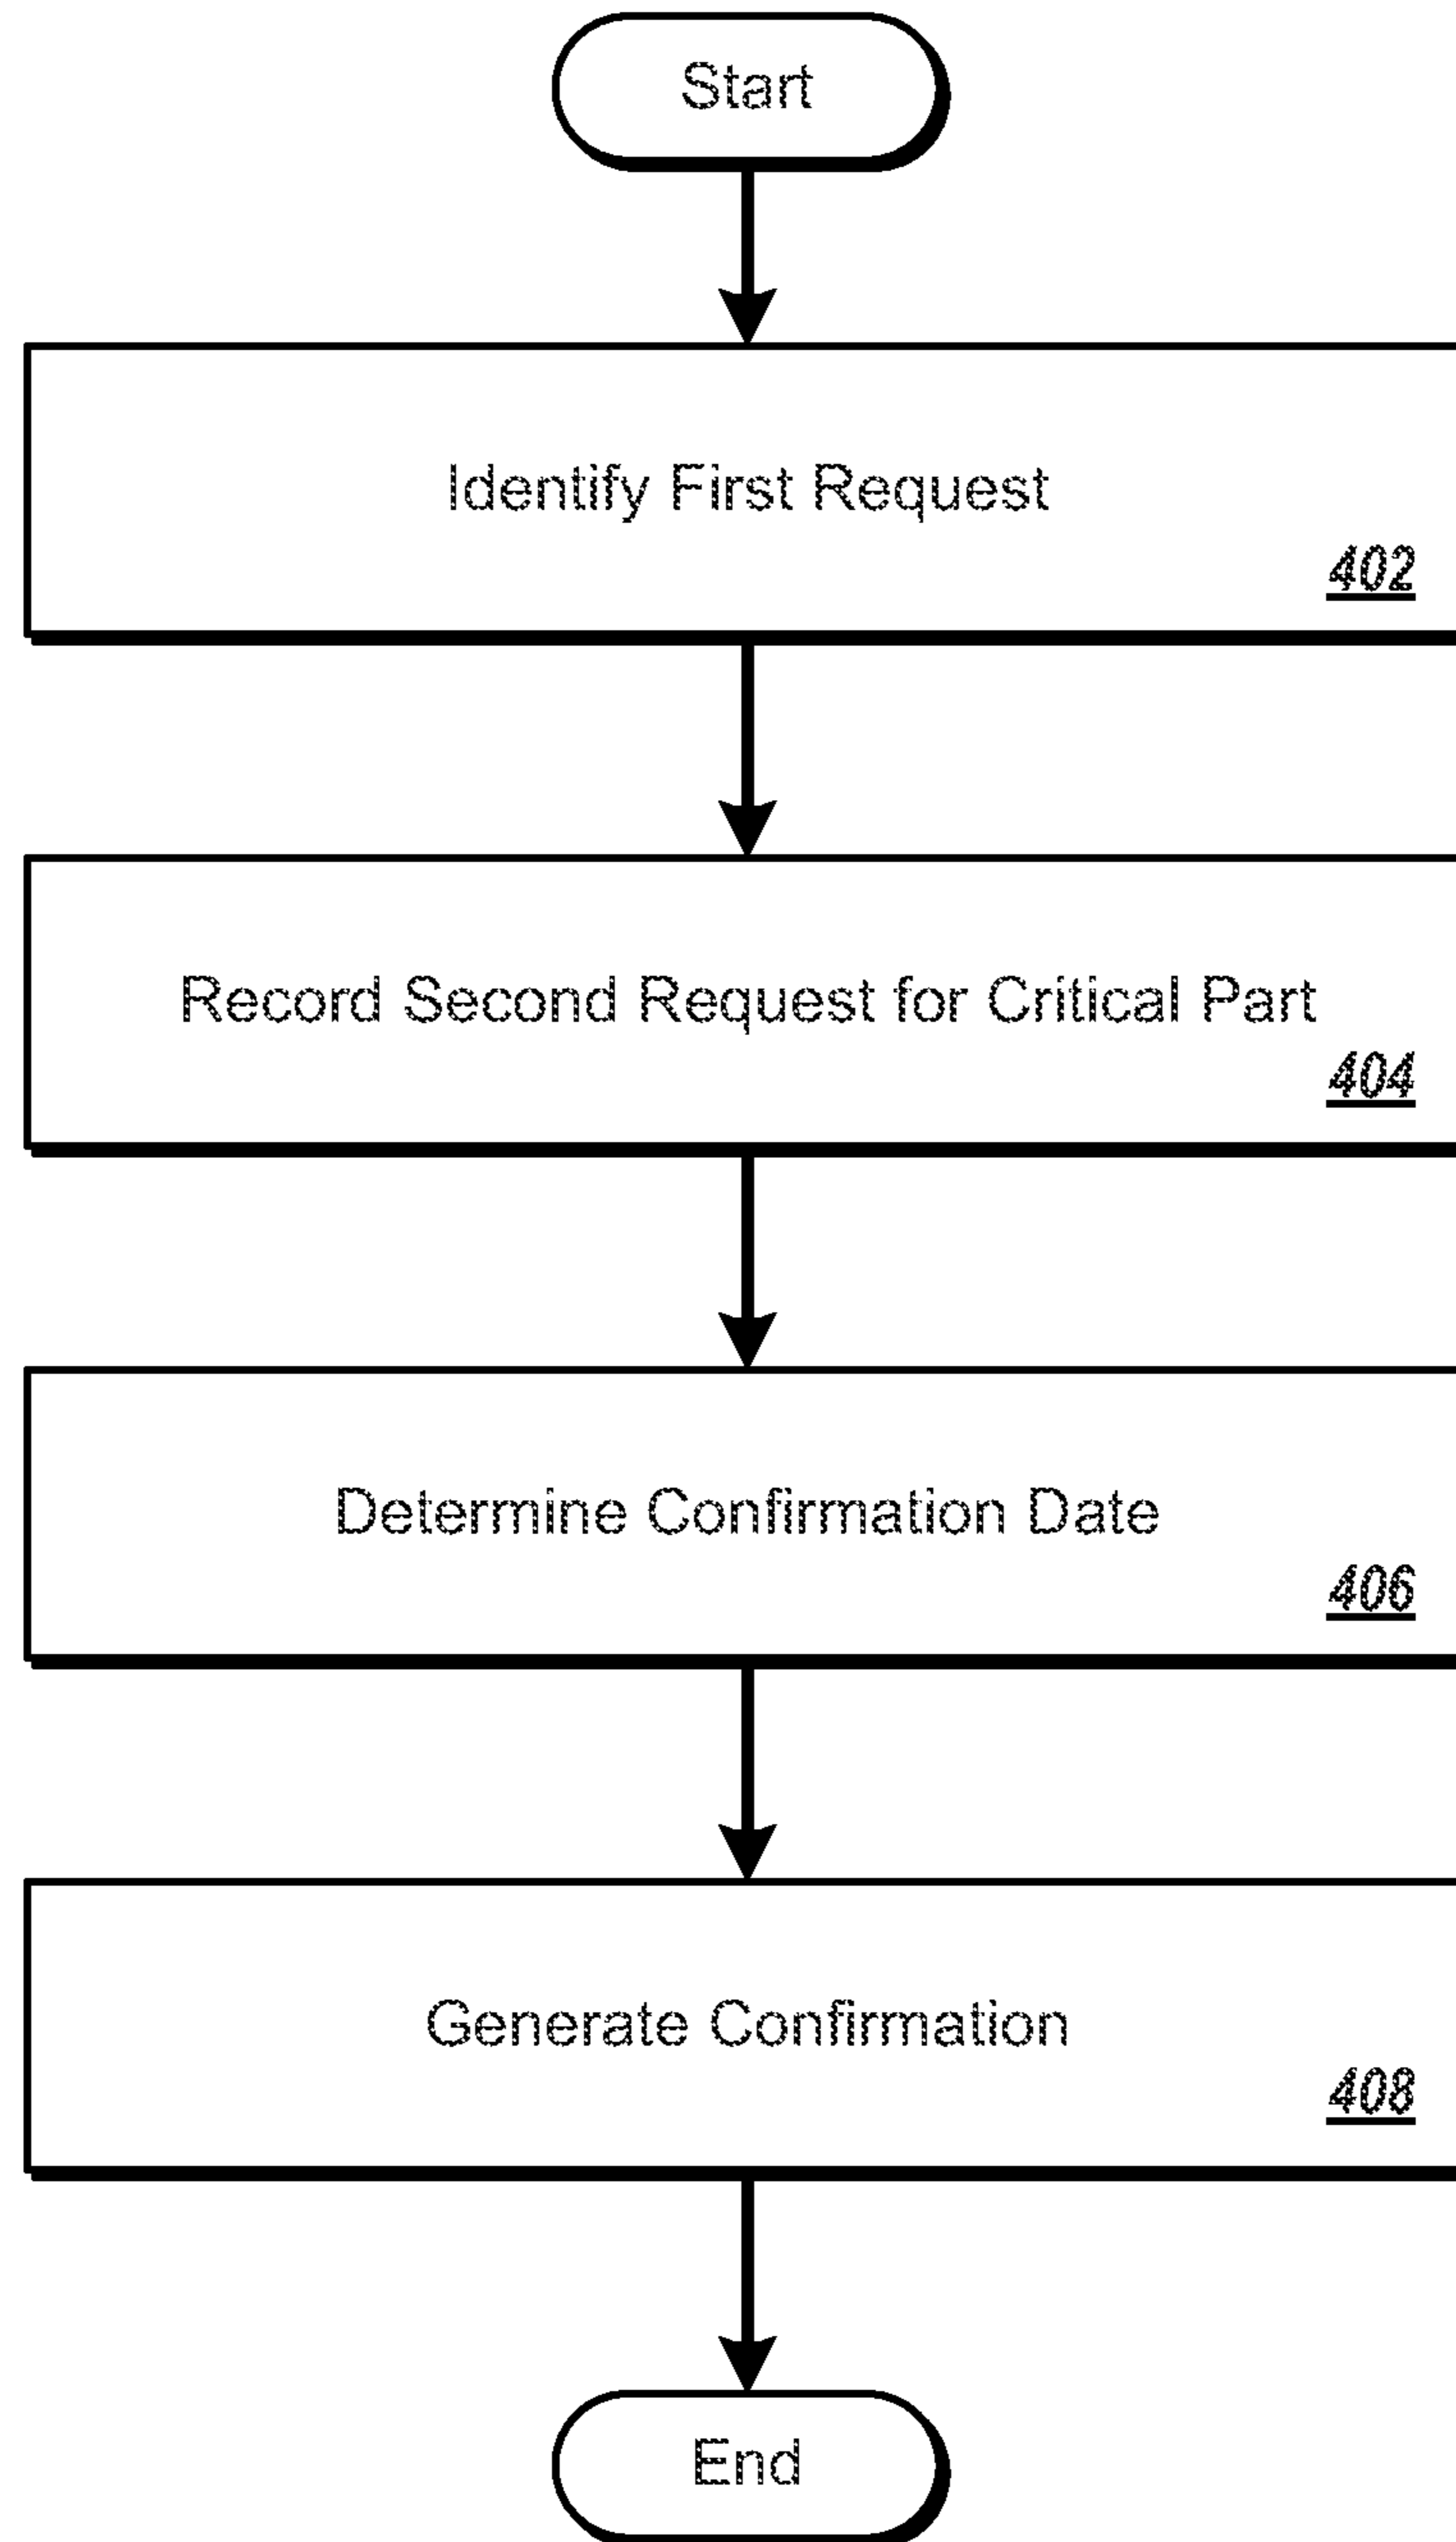 Start
Identify First Request
402
Record Second Request for Critical Part
404
Determine Confirmation Date
406
Generate Confirmation
408
End